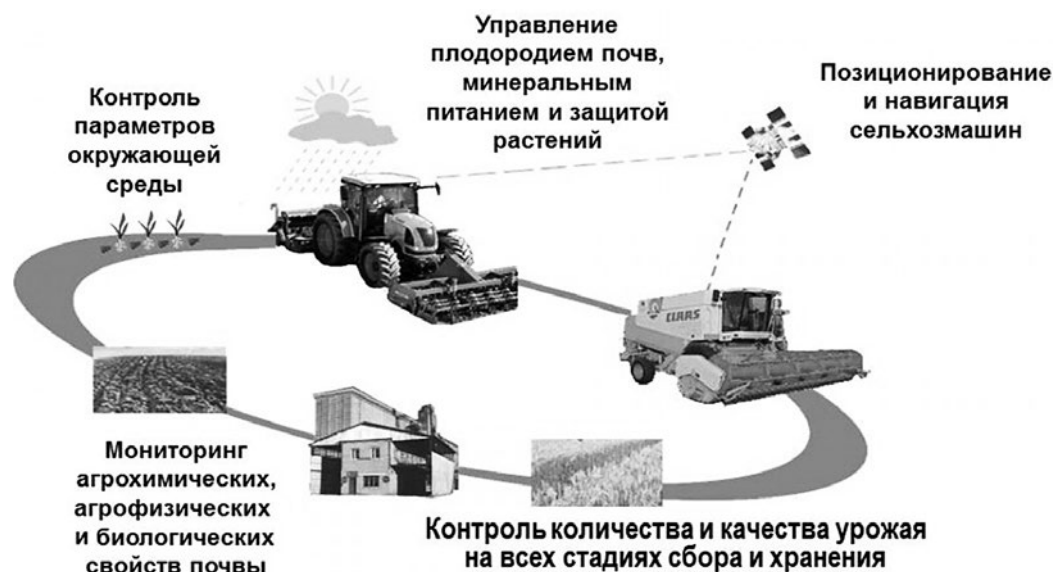 Управление
плодородием почв,
минеральным
питанием и защитой
растений
Позиционирование
и навигация
сельхозмашин
Контроль
параметров
окружающей
среды
CLAAS
Мониторинг
агрохимических,
агрофизических
и биологических
свойств почвы
Контроль количества и качества урожая
на всех стадиях сбора и хранения